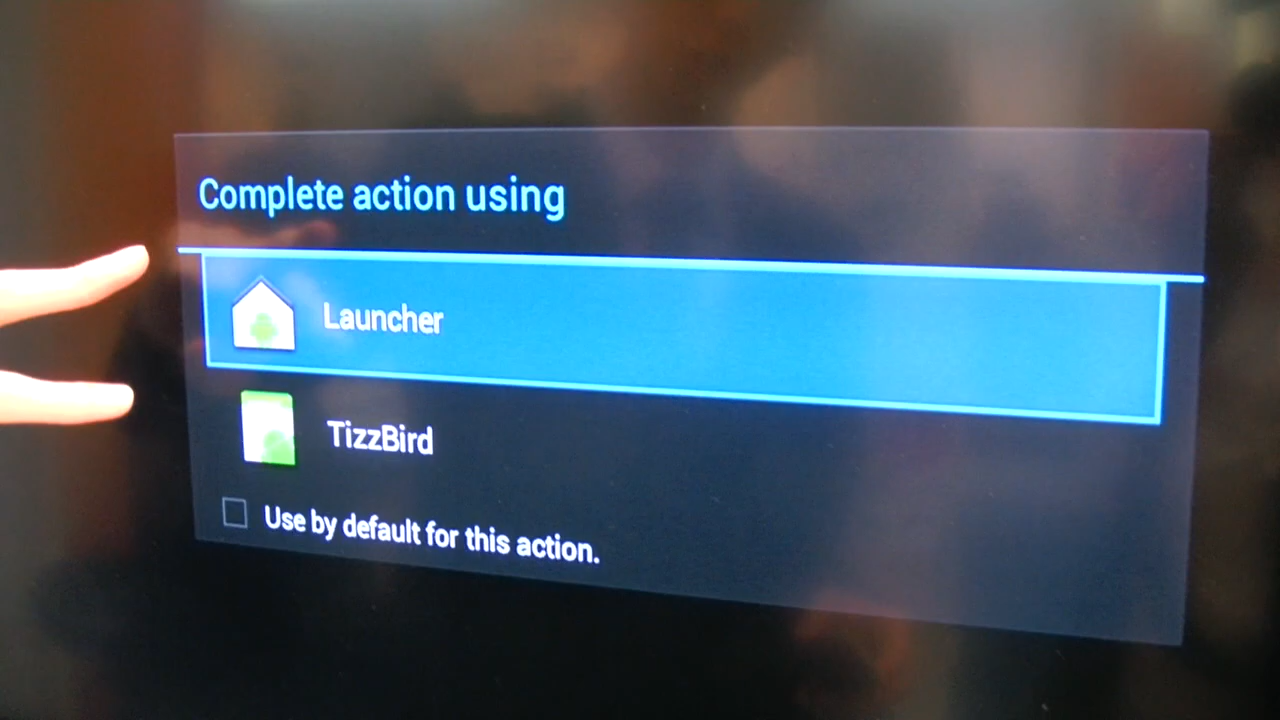 Complete action using
Launcher
TizzBird
Use by default for this action.